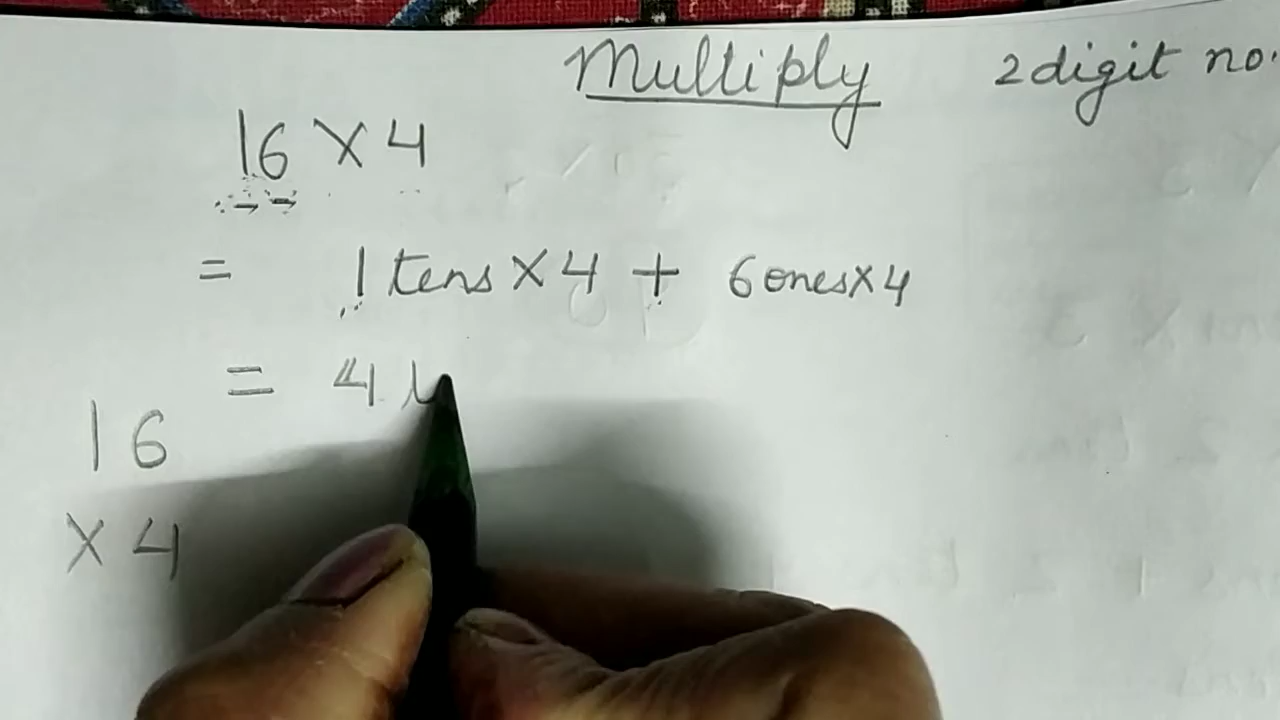 Multiply 2digit no.
16 × 4
= 1 tens × 4 + 6 ones × 4
= 4
16
× 4